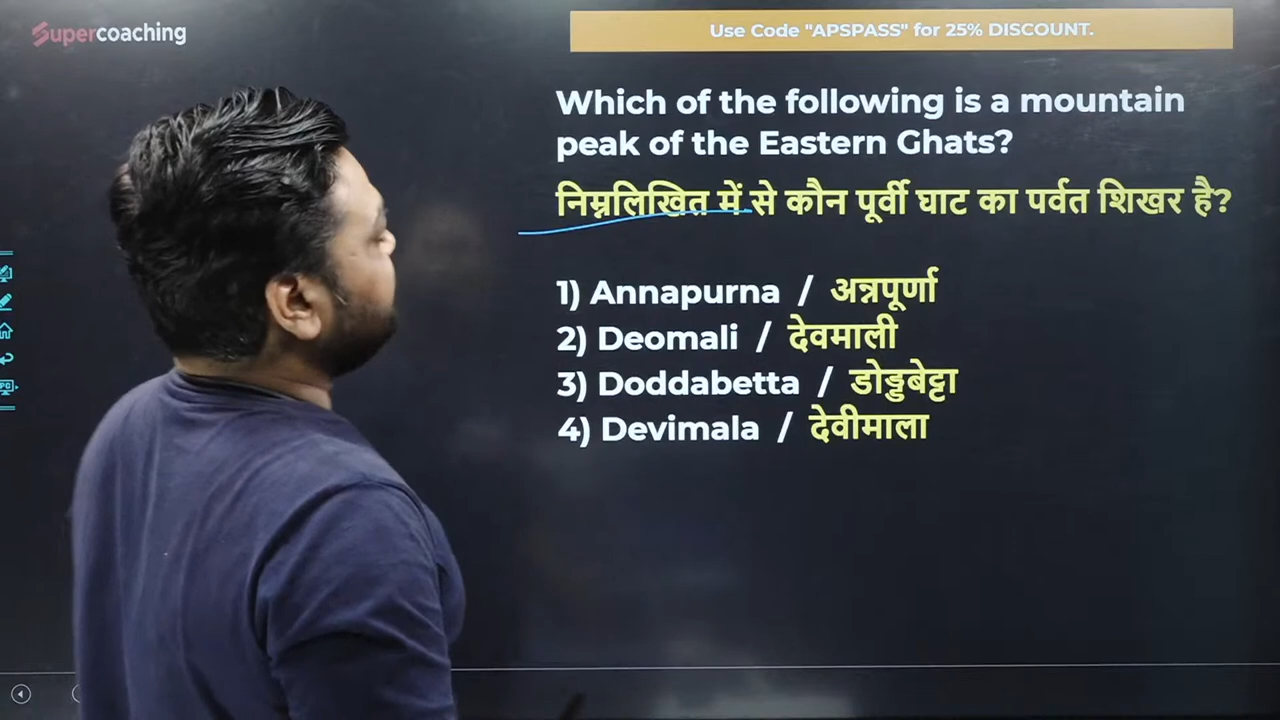 Supercoaching
Use Code "APSPASS" for 25% DISCOUNT.
Which of the following is a mountain
peak of the Eastern Ghats?
निम्नलिखित में से कौन पूर्वी घाट का पर्वत शिखर है?
1) Annapurna / अन्नपूर्णा
2) Deomali / देवमाली
3) Doddabetta / डोड्डबेट्टा
4) Devimala / देवीमाला